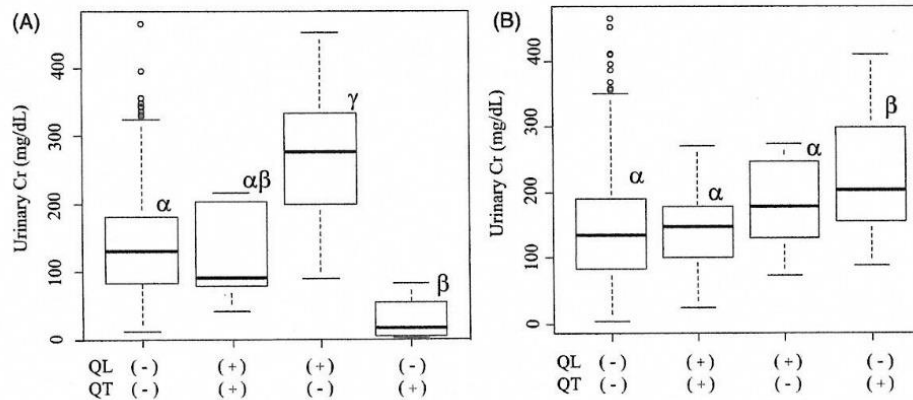 (A)
Urinary Cr (mg/dL)
400
300
200
100
0
α
αβ
γ
β
QL (-) (+) (+) (-)
QT (-) (+) (-) (+)
(B)
Urinary Cr (mg/dL)
400
300
200
100
0
α
α
α
β
QL (-) (+) (+) (-)
QT (-) (+) (-) (+)